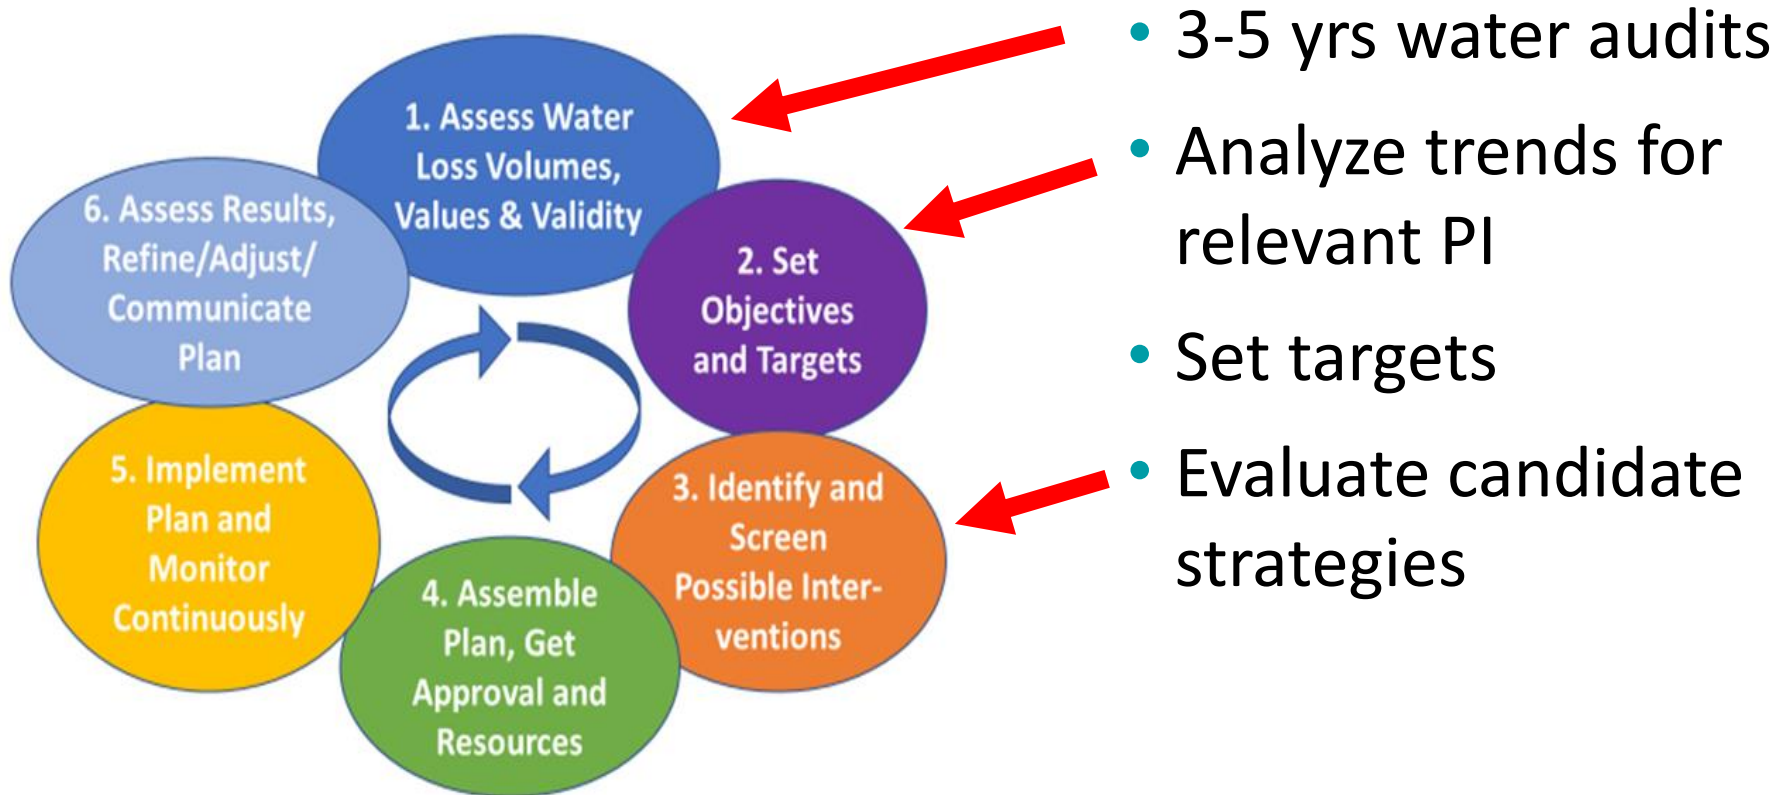 1. Assess Water
Loss Volumes,
Values & Validity
2. Set
Objectives
and Targets
3. Identify and
Screen
Possible Inter-
ventions
4. Assemble
Plan, Get
Approval and
Resources
5. Implement
Plan and
Monitor
Continuously
6. Assess Results,
Refine/Adjust/
Communicate
Plan
• 3-5 yrs water audits
• Analyze trends for
relevant PI
• Set targets
• Evaluate candidate
strategies